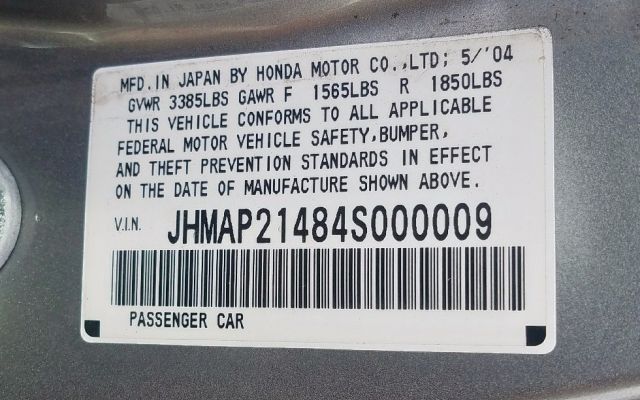 MFD.IN JAPAN BY HONDA MOTOR CO.,LTD; 5/'04
GVWR 3385LBS GAWR F 1565LBS R 1850LBS
THIS VEHICLE CONFORMS TO ALL APPLICABLE
FEDERAL MOTOR VEHICLE SAFETY,BUMPER,
AND THEFT PREVENTION STANDARDS IN EFFECT
ON THE DATE OF MANUFACTURE SHOWN ABOVE.
V.I.N. JHMAP21484S000009
PASSENGER CAR